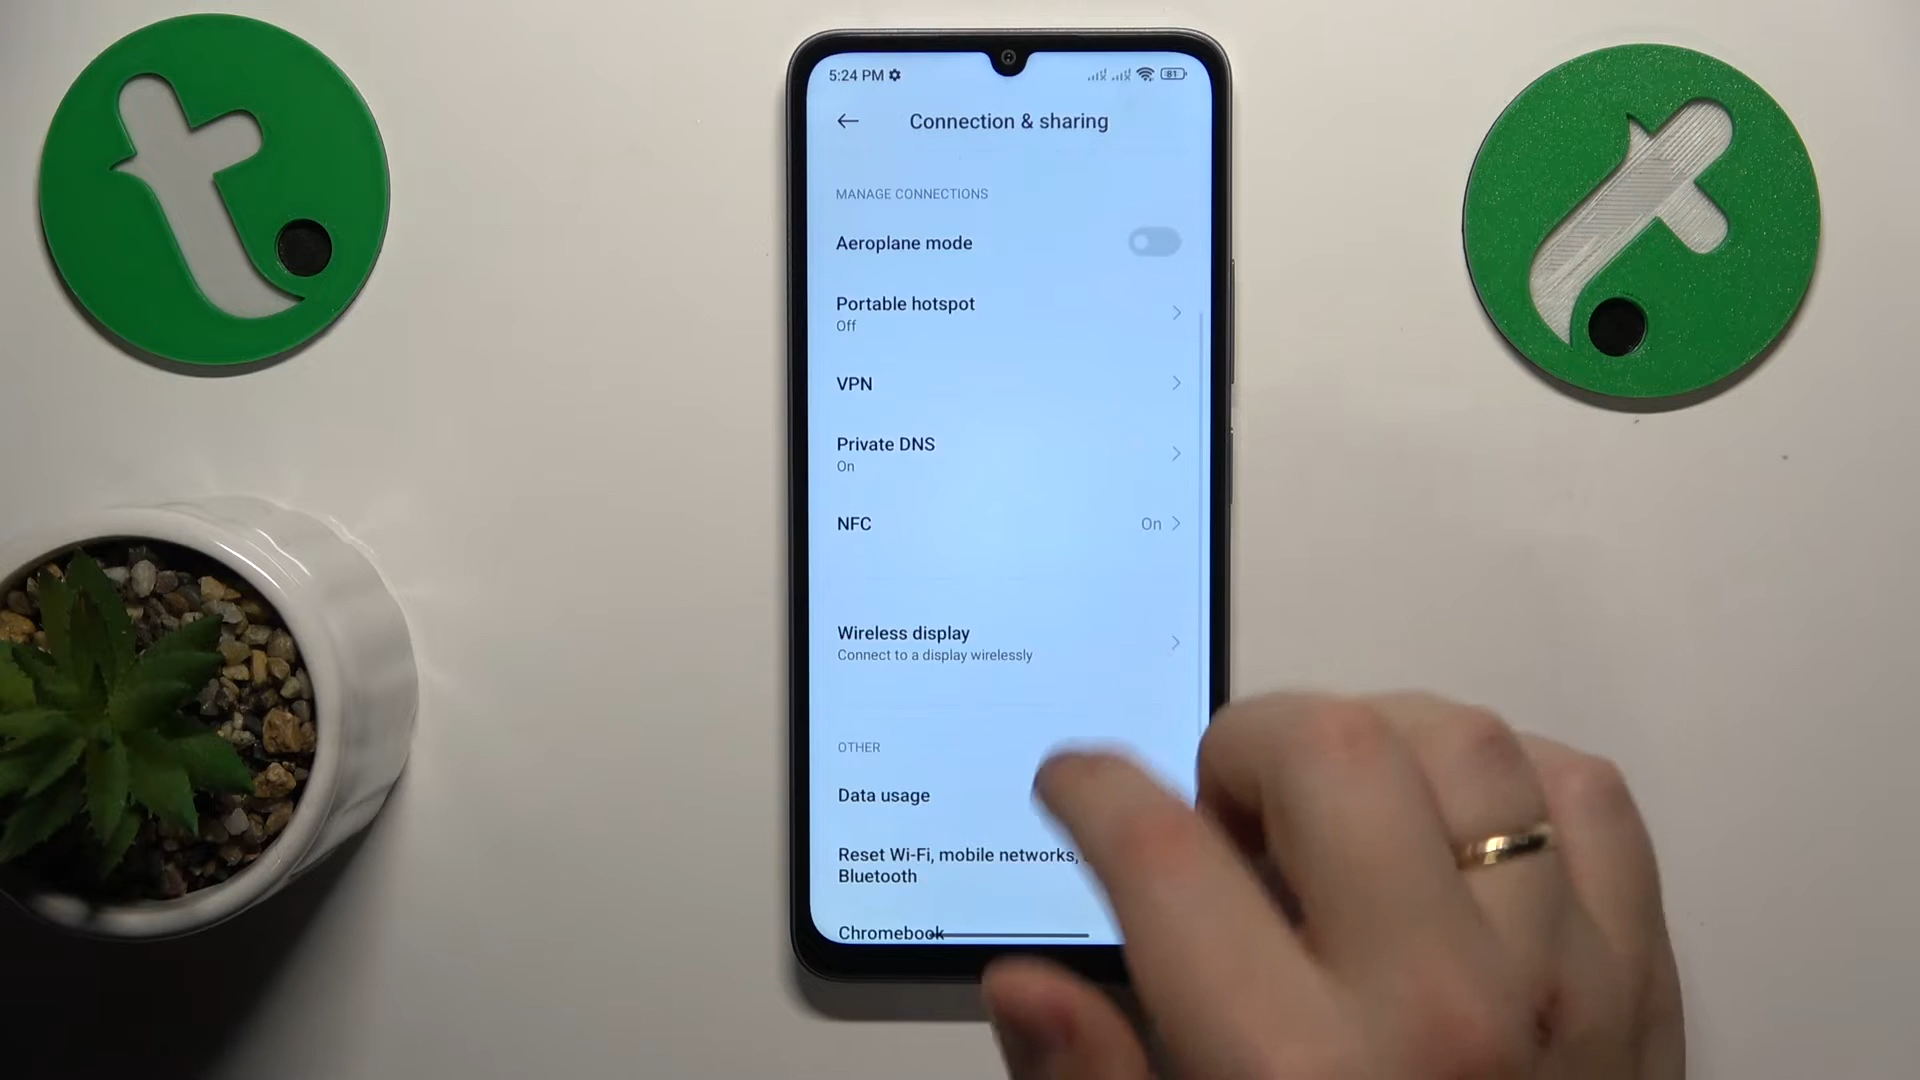 5:24 PM
81
Connection & sharing
MANAGE CONNECTIONS
Aeroplane mode
Portable hotspot
Off
VPN
Private DNS
On
NFC
On
Wireless display
Connect to a display wirelessly
OTHER
Data usage
Reset Wi-Fi, mobile networks,
Bluetooth
Chromebook